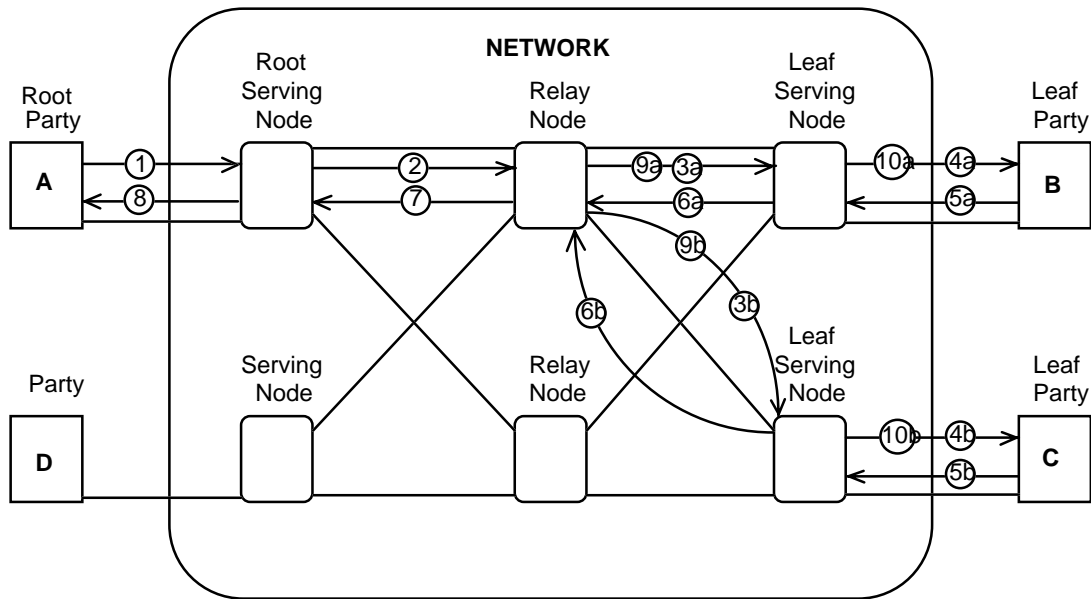 NETWORK
Root
Serving
Node
Relay
Node
Leaf
Serving
Node
Root
Party
Leaf
Party
A
1
2
9a
3a
10a
4a
B
8
7
6a
5a
9b
6b
3b
Party
Serving
Node
Relay
Node
Leaf
Serving
Node
Leaf
Party
D
10b
4b
C
5b